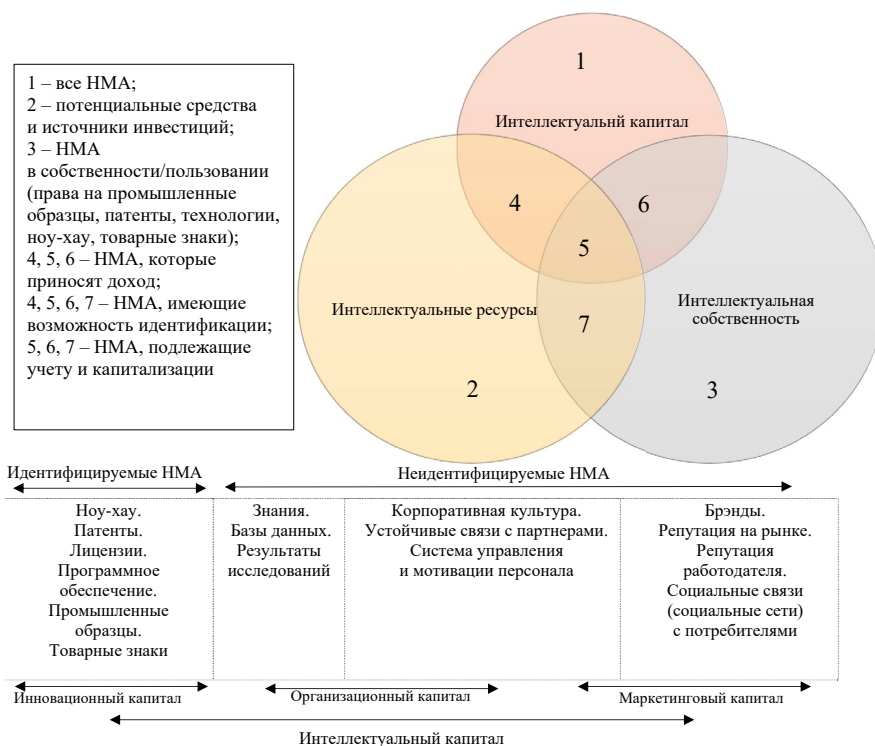 1 – все НМА;
2 – потенциальные средства
и источники инвестиций;
3 – НМА
в собственности/пользовании
(права на промышленные
образцы, патенты, технологии,
ноу-хау, товарные знаки);
4, 5, 6 – НМА, которые
приносят доход;
4, 5, 6, 7 – НМА, имеющие
возможность идентификации;
5, 6, 7 – НМА, подлежащие
учету и капитализации
1
Интеллектуальнй капитал
4
6
5
Интеллектуальные ресурсы
Интеллектуальная
собственность
7
2
3
Идентифицируемые НМА
Неидентифицируемые НМА
Ноу-хау.
Патенты.
Лицензии.
Программное
обеспечение.
Промышленные
образцы.
Товарные знаки
Знания.
Базы данных.
Результаты
исследований
Корпоративная культура.
Устойчивые связи с партнерами.
Система управления
и мотивации персонала
Брэнды.
Репутация на рынке.
Репутация
работодателя.
Социальные связи
(социальные сети)
с потребителями
Инновационный капитал
Организационный капитал
Маркетинговый капитал
Интеллектуальный капитал